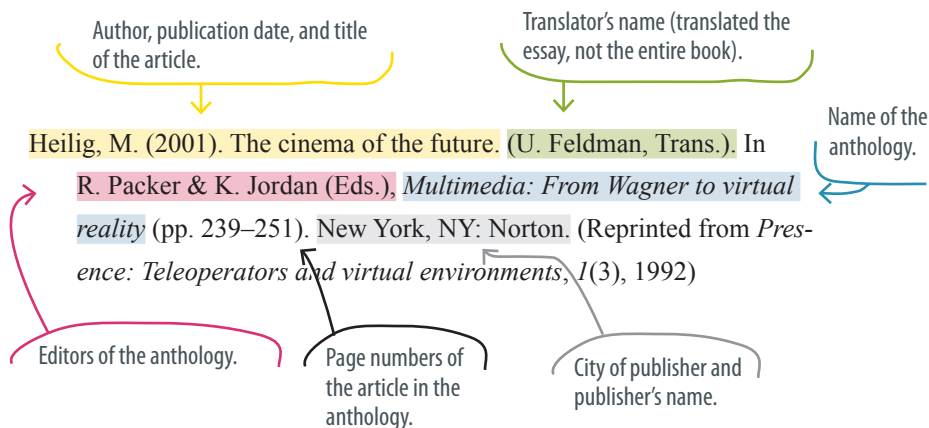 Author, publication date, and title
of the article.
Translator’s name (translated the
essay, not the entire book).
Name of the
anthology.
Heilig, M. (2001). The cinema of the future. (U. Feldman, Trans.). In
R. Packer & K. Jordan (Eds.), Multimedia: From Wagner to virtual
reality (pp. 239–251). New York, NY: Norton. (Reprinted from Pres-
ence: Teleoperators and virtual environments, 1(3), 1992)
Editors of the anthology.
Page numbers of
the article in the
anthology.
City of publisher and
publisher’s name.